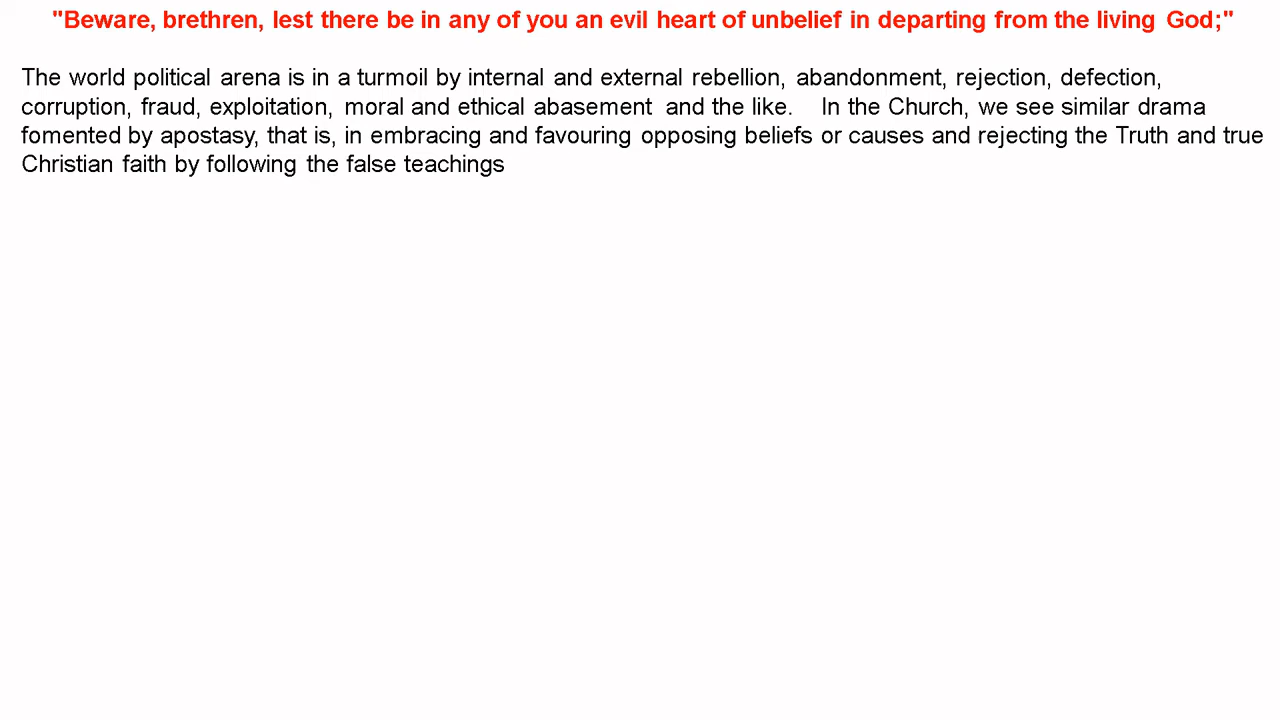 "Beware, brethren, lest there be in any of you an evil heart of unbelief in departing from the living God;"
The world political arena is in a turmoil by internal and external rebellion, abandonment, rejection, defection,
corruption, fraud, exploitation, moral and ethical abasement and the like. In the Church, we see similar drama
fomented by apostasy, that is, in embracing and favouring opposing beliefs or causes and rejecting the Truth and true
Christian faith by following the false teachings